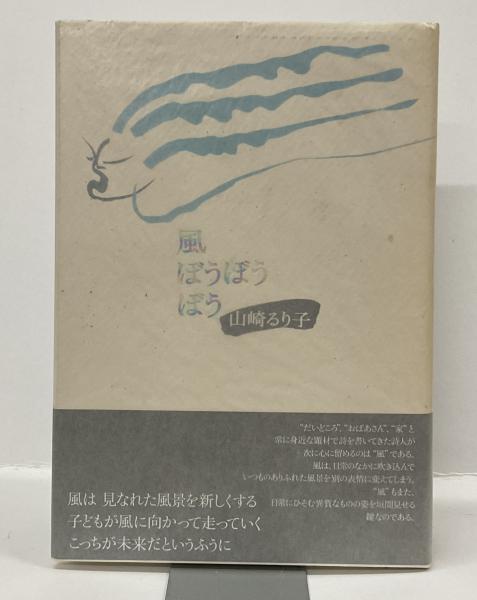 風
ぼうぼう
ぼう
山崎るり子
“だいどころ”、“おばあさん”、“家”と
常に身近な題材で詩を書いてきた詩人が
次に心に留めるのは“風”である。
風は、日常のなかに吹き込んで
いつものありふれた風景を別の表情に変えてしまう。
“風”もまた、
日常にひそむ異質なものの姿を垣間見せる
鍵なのである。
風は 見なれた風景を新しくする
子どもが風に向かって走っていく
こっちが未来だというふうに